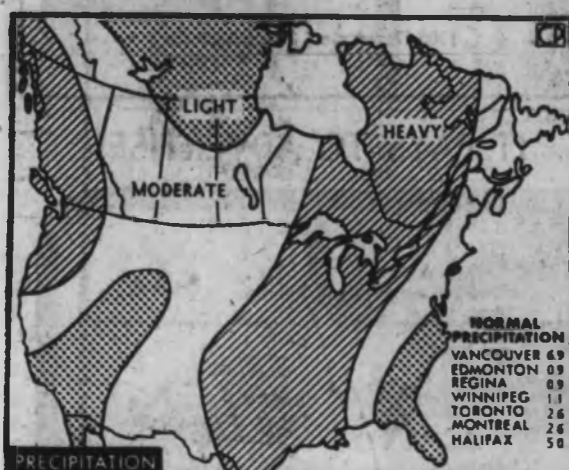 CP
LIGHT
HEAVY
MODERATE
NORMAL
PRECIPITATION
VANCOUVER 6.9
EDMONTON 0.9
REGINA 0.9
WINNIPEG 1.1
TORONTO 2.6
MONTREAL 2.6
HALIFAX 5.0
PRECIPITATION